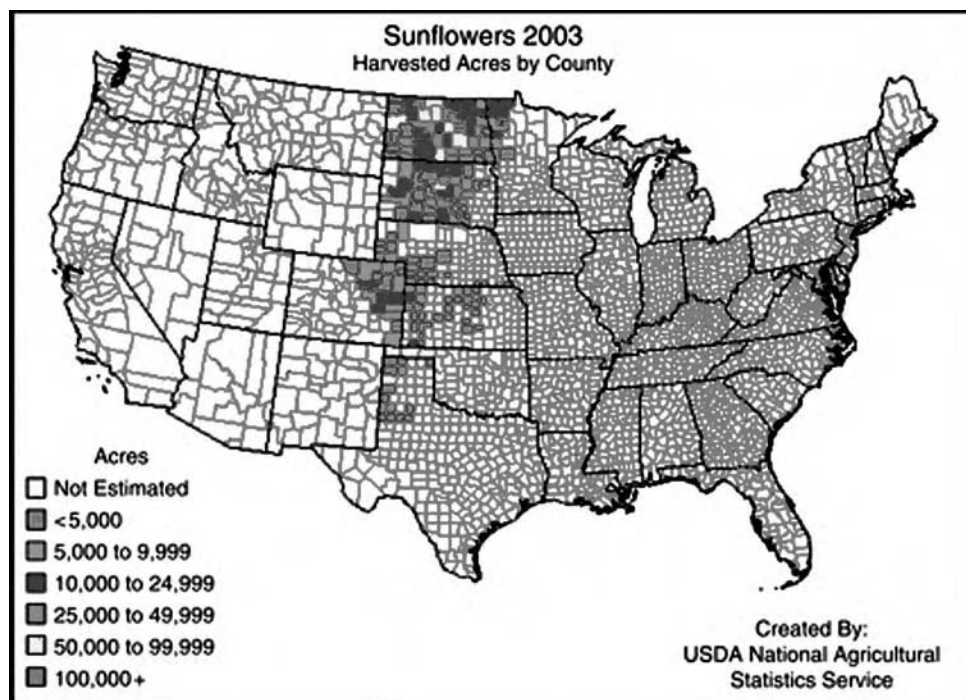 Sunflowers 2003
Harvested Acres by County
Acres
Not Estimated
<5,000
5,000 to 9,999
10,000 to 24,999
25,000 to 49,999
50,000 to 99,999
100,000+
Created By:
USDA National Agricultural
Statistics Service